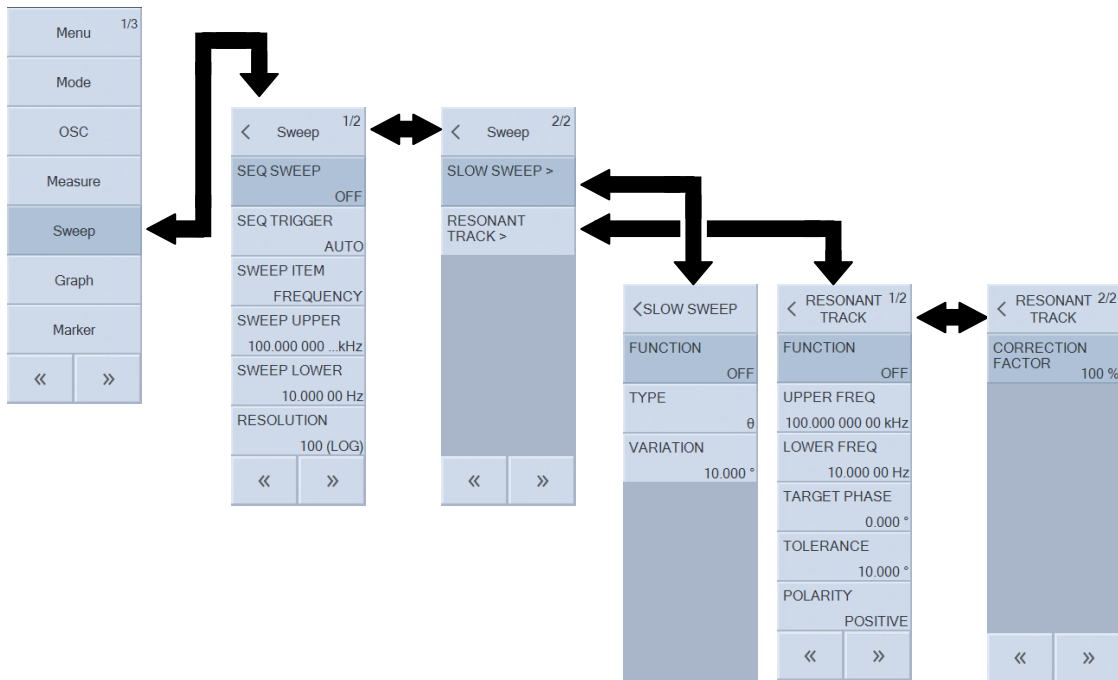 Menu 1/3
Mode
OSC
Measure
Sweep
Graph
Marker
« »
< Sweep 1/2
SEQ SWEEP
OFF
SEQ TRIGGER
AUTO
SWEEP ITEM
FREQUENCY
SWEEP UPPER
100.000 000 ...kHz
SWEEP LOWER
10.000 00 Hz
RESOLUTION
100 (LOG)
« »
< Sweep 2/2
SLOW SWEEP >
RESONANT
TRACK >
« »
<SLOW SWEEP
FUNCTION
OFF
TYPE
θ
VARIATION
10.000 °
< RESONANT 1/2
TRACK
FUNCTION
OFF
UPPER FREQ
100.000 000 00 kHz
LOWER FREQ
10.000 00 Hz
TARGET PHASE
0.000 °
TOLERANCE
10.000 °
POLARITY
POSITIVE
« »
< RESONANT 2/2
TRACK
CORRECTION
FACTOR
100 %
« »